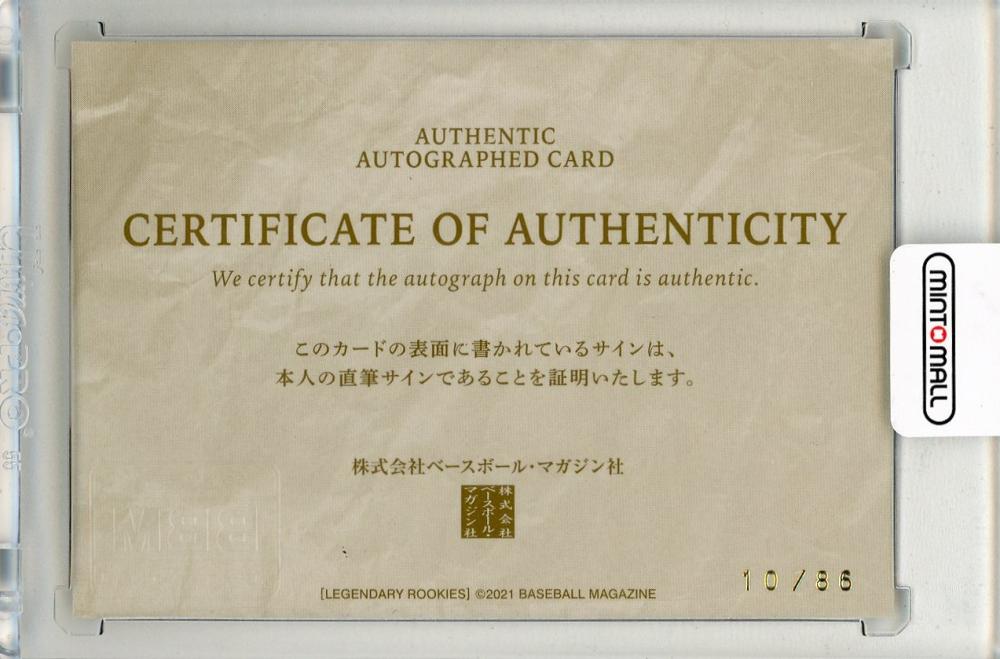 AUTHENTIC
AUTOGRAPHED CARD
CERTIFICATE OF AUTHENTICITY
We certify that the autograph on this card is authentic.
このカードの表面に書かれているサインは、
本人の直筆サインであることを証明いたします。
株式会社ベースボール・マガジン社
株式会社
ベースボール・
マガジン社
10/86
[LEGENDARY ROOKIES] ©2021 BASEBALL MAGAZINE
MINT MALL
BBM